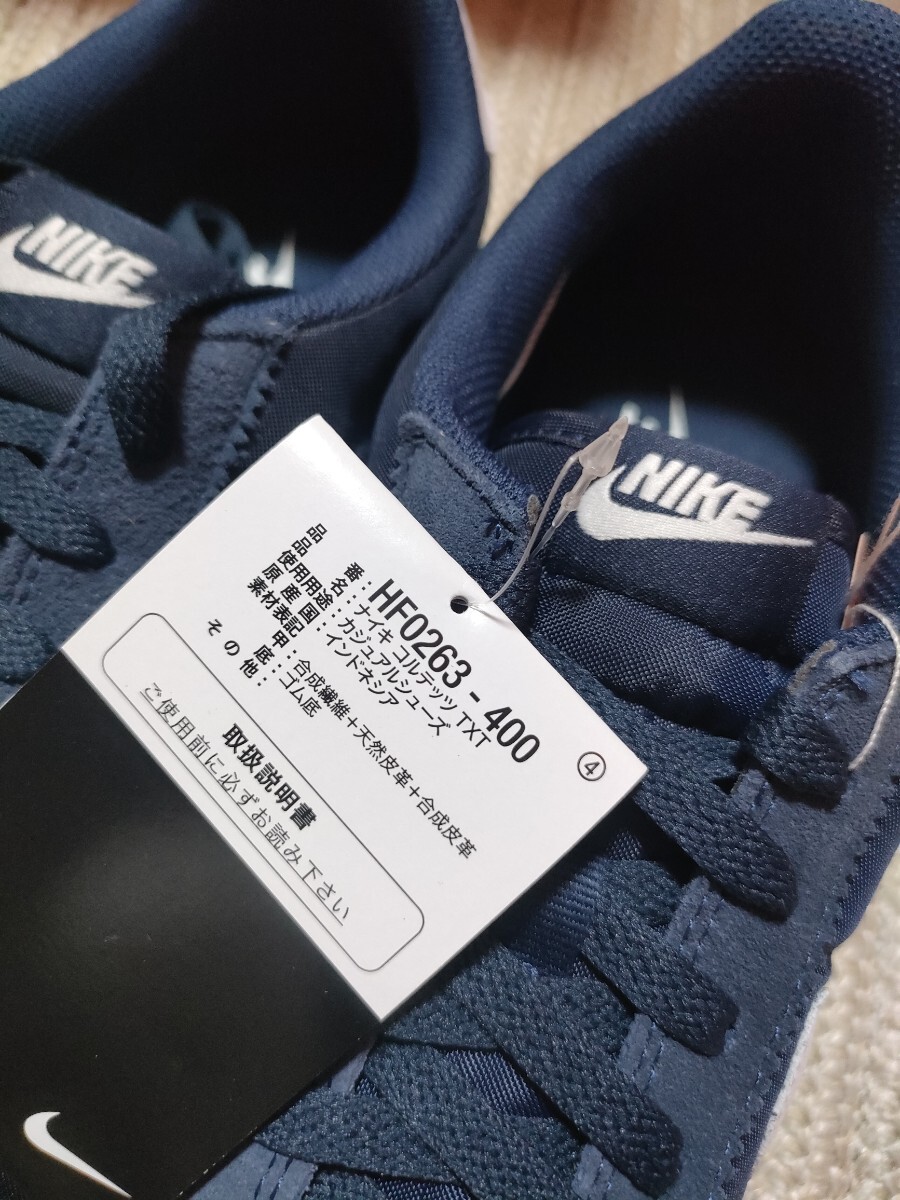 NIKE
NIKE
品番：HF0263-400
品名：ナイキ コルテッツ TXT
使用用途：カジュアルシューズ
原産国：インドネシア
素材表記 甲：合成繊維＋天然皮革＋合成皮革
底：ゴム底
その他：
④
取扱説明書
ご使用前に必ずお読み下さい